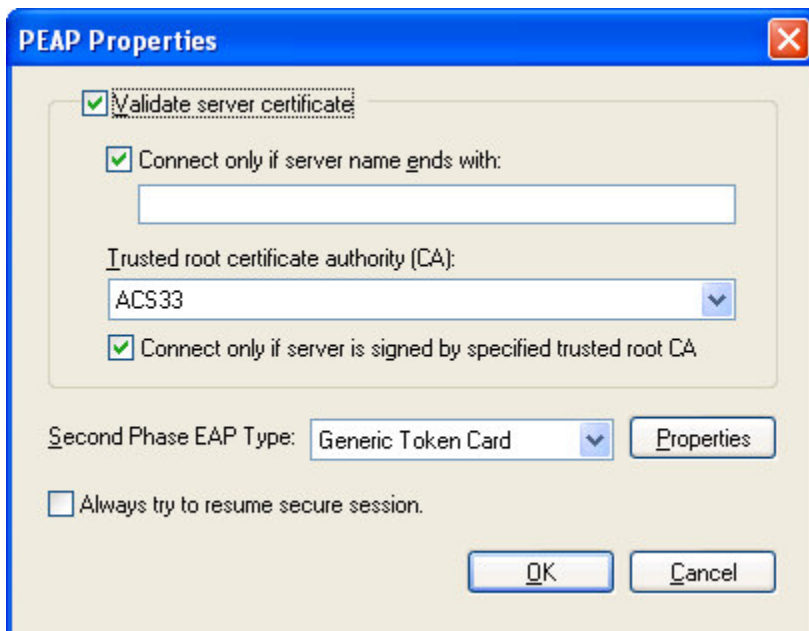 PEAP Properties
Validate server certificate
Connect only if server name ends with:
Trusted root certificate authority (CA):
ACS33
Connect only if server is signed by specified trusted root CA
Second Phase EAP Type: Generic Token Card Properties
Always try to resume secure session.
OK Cancel